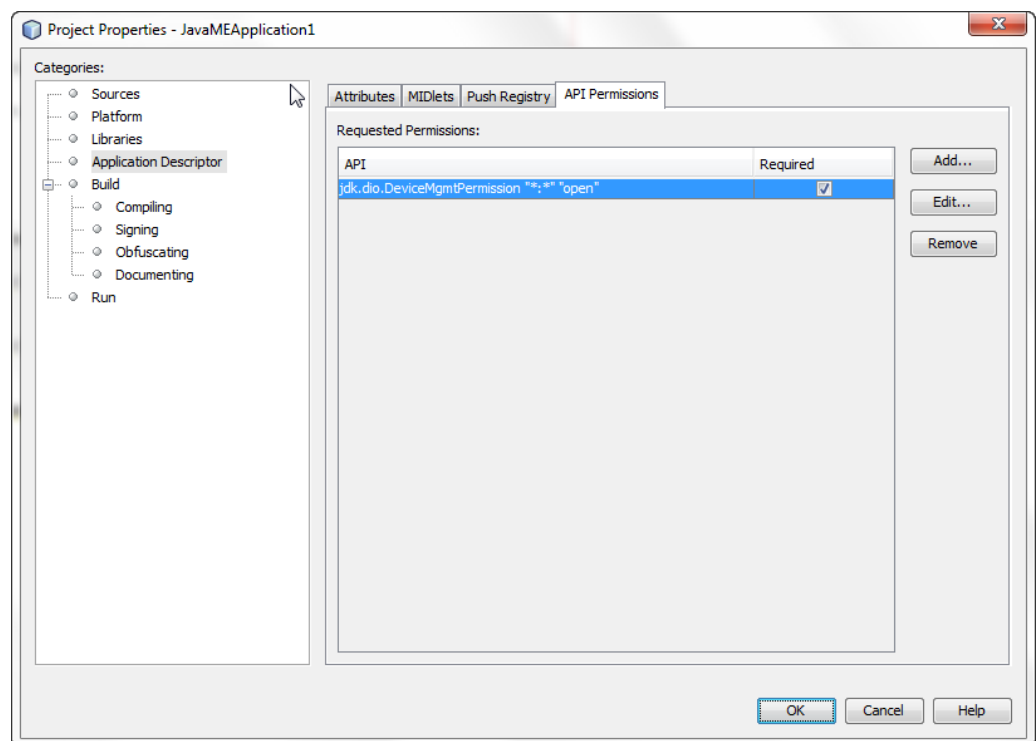 Project Properties - JavaMEApplication1
Categories:
Sources
Platform
Libraries
Application Descriptor
Build
Compiling
Signing
Obfuscating
Documenting
Run
Attributes MIDlets Push Registry API Permissions
Requested Permissions:
API Required
jdk.dio.DeviceMgmtPermission "*:*" "open"
Add...
Edit...
Remove
OK Cancel Help